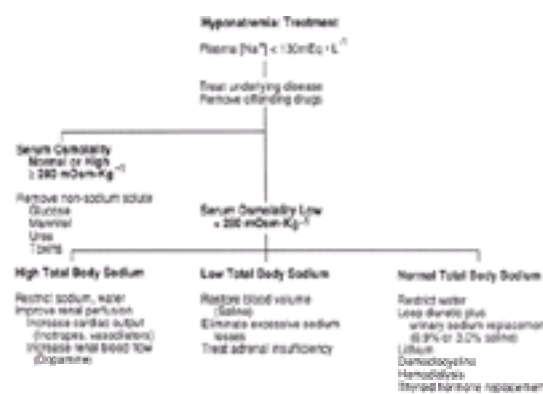 Hyponatremia: Treatment
Plasma [Na⁺] < 130mEq • L⁻¹
Treat underlying disease
Remove offending drugs
Serum Osmolality
Normal or High
≥ 280 mOsm-Kg⁻¹
Remove non-sodium solute
Glucose
Mannitol
Urea
Toxins
Serum Osmolality Low
< 280 mOsm-Kg⁻¹
High Total Body Sodium
Restrict sodium, water
Improve renal perfusion
Increase cardiac output
(Inotropes, vasodilators)
Increase renal blood flow
(Dopamine)
Low Total Body Sodium
Restore blood volume
(Saline)
Eliminate excessive sodium
losses
Treat adrenal insufficiency
Normal Total Body Sodium
Restrict water
Loop diuretic plus
urinary sodium replacement
(0.9% or 3.0% saline)
Lithium
Demeclocycline
Hemodialysis
Thyroid hormone replacement